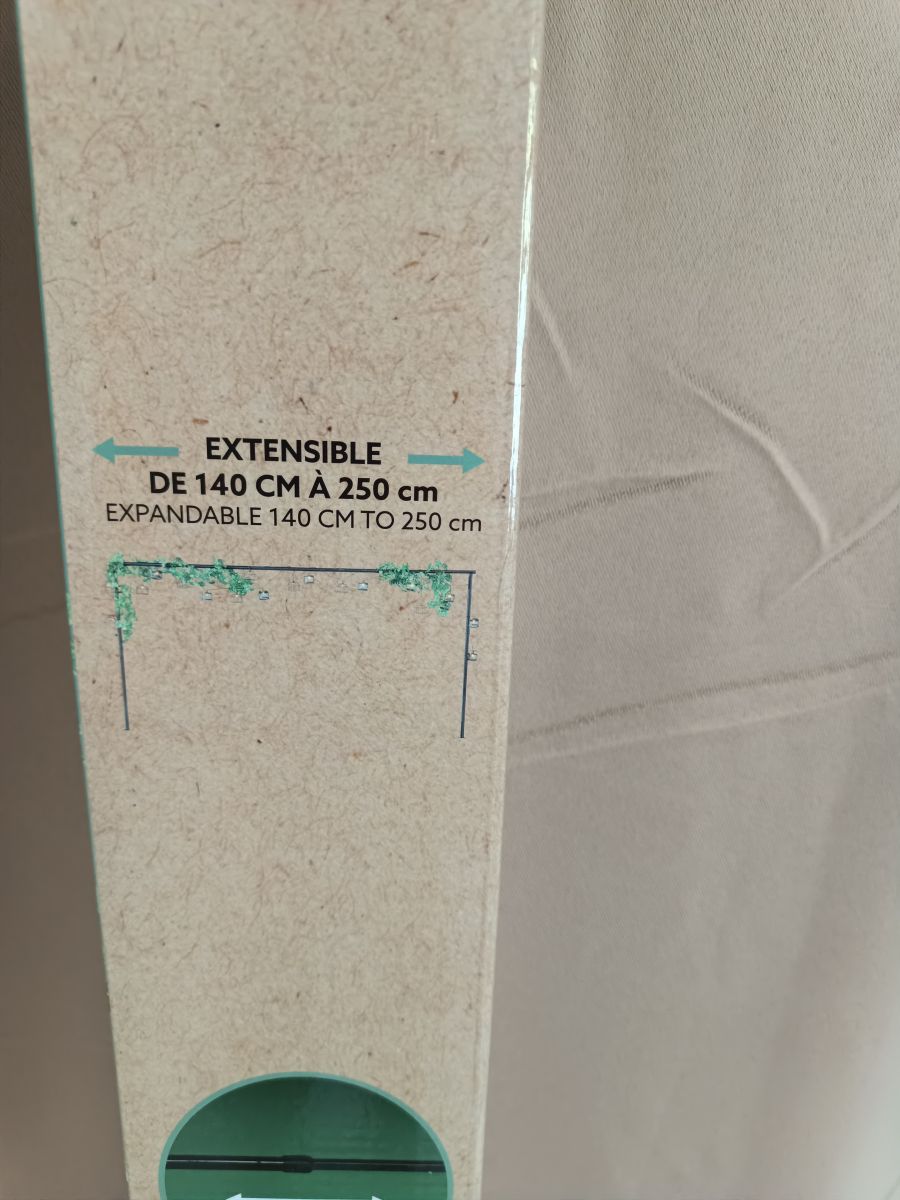 EXTENSIBLE
DE 140 CM À 250 cm
EXPANDABLE 140 CM TO 250 cm